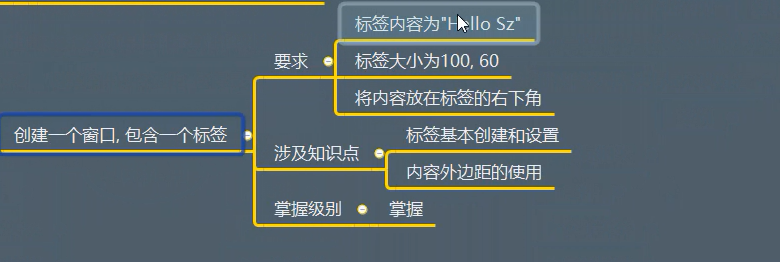 标签内容为"Hello Sz"
要求
标签大小为100, 60
将内容放在标签的右下角
创建一个窗口, 包含一个标签
标签基本创建和设置
涉及知识点
内容外边距的使用
掌握级别
掌握